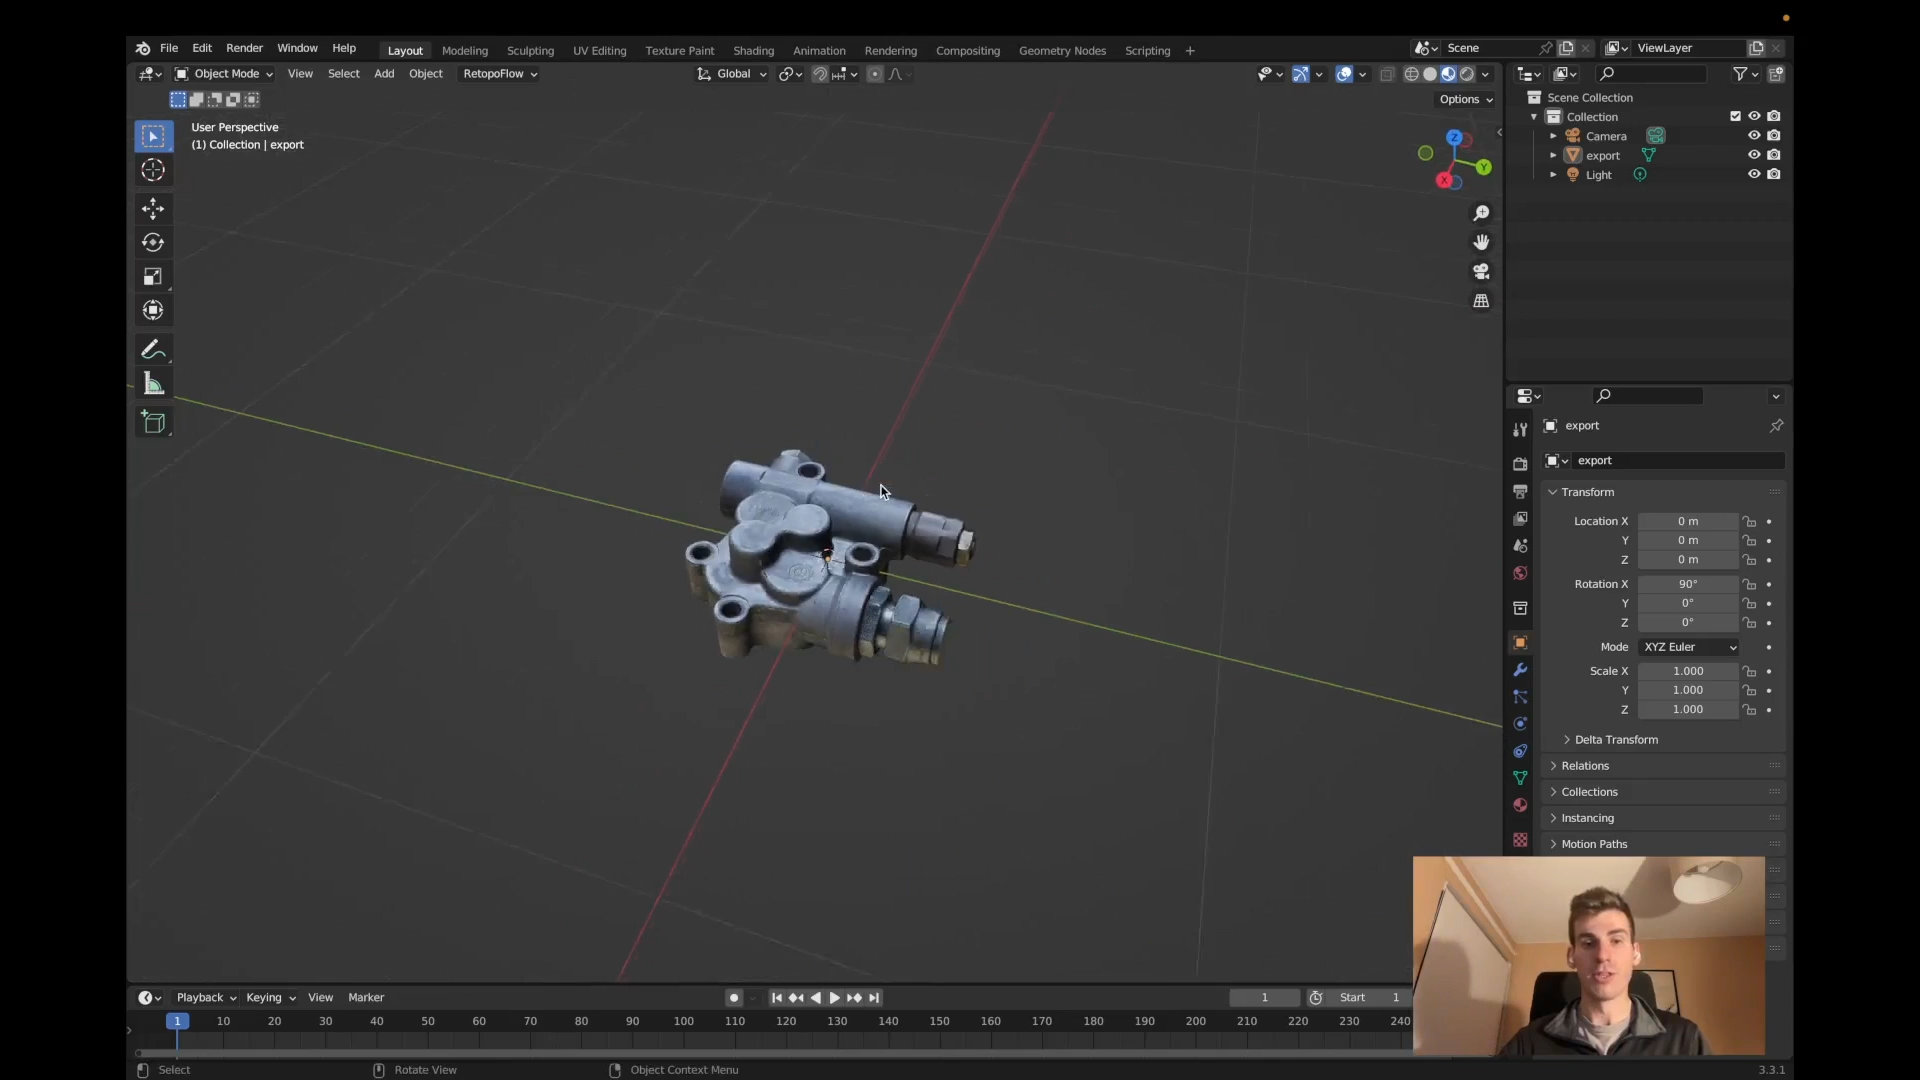 File Edit Render Window Help Layout Modeling Sculpting UV Editing Texture Paint Shading Animation Rendering Compositing Geometry Nodes Scripting + Scene ViewLayer
Object Mode View Select Add Object RetopoFlow Global
Options
User Perspective
(1) Collection | export
Z
Y
X
Scene Collection
Collection
Camera
export
Light
export
export
Transform
Location X 0 m
Y 0 m
Z 0 m
Rotation X 90°
Y 0°
Z 0°
Mode XYZ Euler
Scale X 1.000
Y 1.000
Z 1.000
Delta Transform
Relations
Collections
Instancing
Motion Paths
Playback Keying View Marker 1 Start 1
1 10 20 30 40 50 60 70 80 90 100 110 120 130 140 150 160 170 180 190 200 210 220 230 240
Select Rotate View Object Context Menu 3.3.1